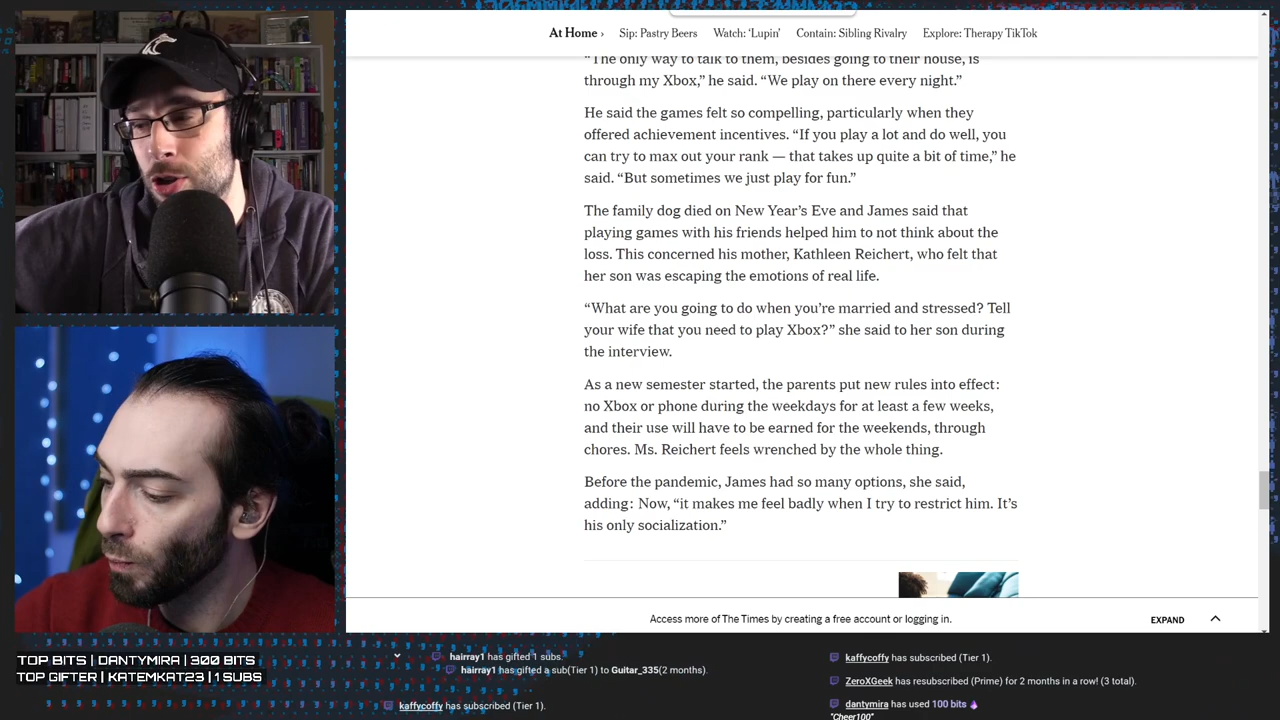 At Home ›
Sip: Pastry Beers
Watch: ‘Lupin’
Contain: Sibling Rivalry
Explore: Therapy TikTok
“The only way to talk to them, besides going to their house, is
through my Xbox,” he said. “We play on there every night.”
He said the games felt so compelling, particularly when they
offered achievement incentives. “If you play a lot and do well, you
can try to max out your rank — that takes up quite a bit of time,” he
said. “But sometimes we just play for fun.”
The family dog died on New Year’s Eve and James said that
playing games with his friends helped him to not think about the
loss. This concerned his mother, Kathleen Reichert, who felt that
her son was escaping the emotions of real life.
“What are you going to do when you’re married and stressed? Tell
your wife that you need to play Xbox?” she said to her son during
the interview.
As a new semester started, the parents put new rules into effect:
no Xbox or phone during the weekdays for at least a few weeks,
and their use will have to be earned for the weekends, through
chores. Ms. Reichert feels wrenched by the whole thing.
Before the pandemic, James had so many options, she said,
adding: Now, “it makes me feel badly when I try to restrict him. It’s
his only socialization.”
Access more of The Times by creating a free account or logging in.
EXPAND
TOP BITS | DANTYMIRA | 300 BITS
TOP GIFTER | KATEMKAT23 | 1 SUBS
hairray1 has gifted 1 subs.
hairray1 has gifted a sub(Tier 1) to Guitar_335(2 months).
kaffycoffy has subscribed (Tier 1).
kaffycoffy has subscribed (Tier 1).
ZeroXGeek has resubscribed (Prime) for 2 months in a row! (3 total).
dantymira has used 100 bits
"Cheer100"